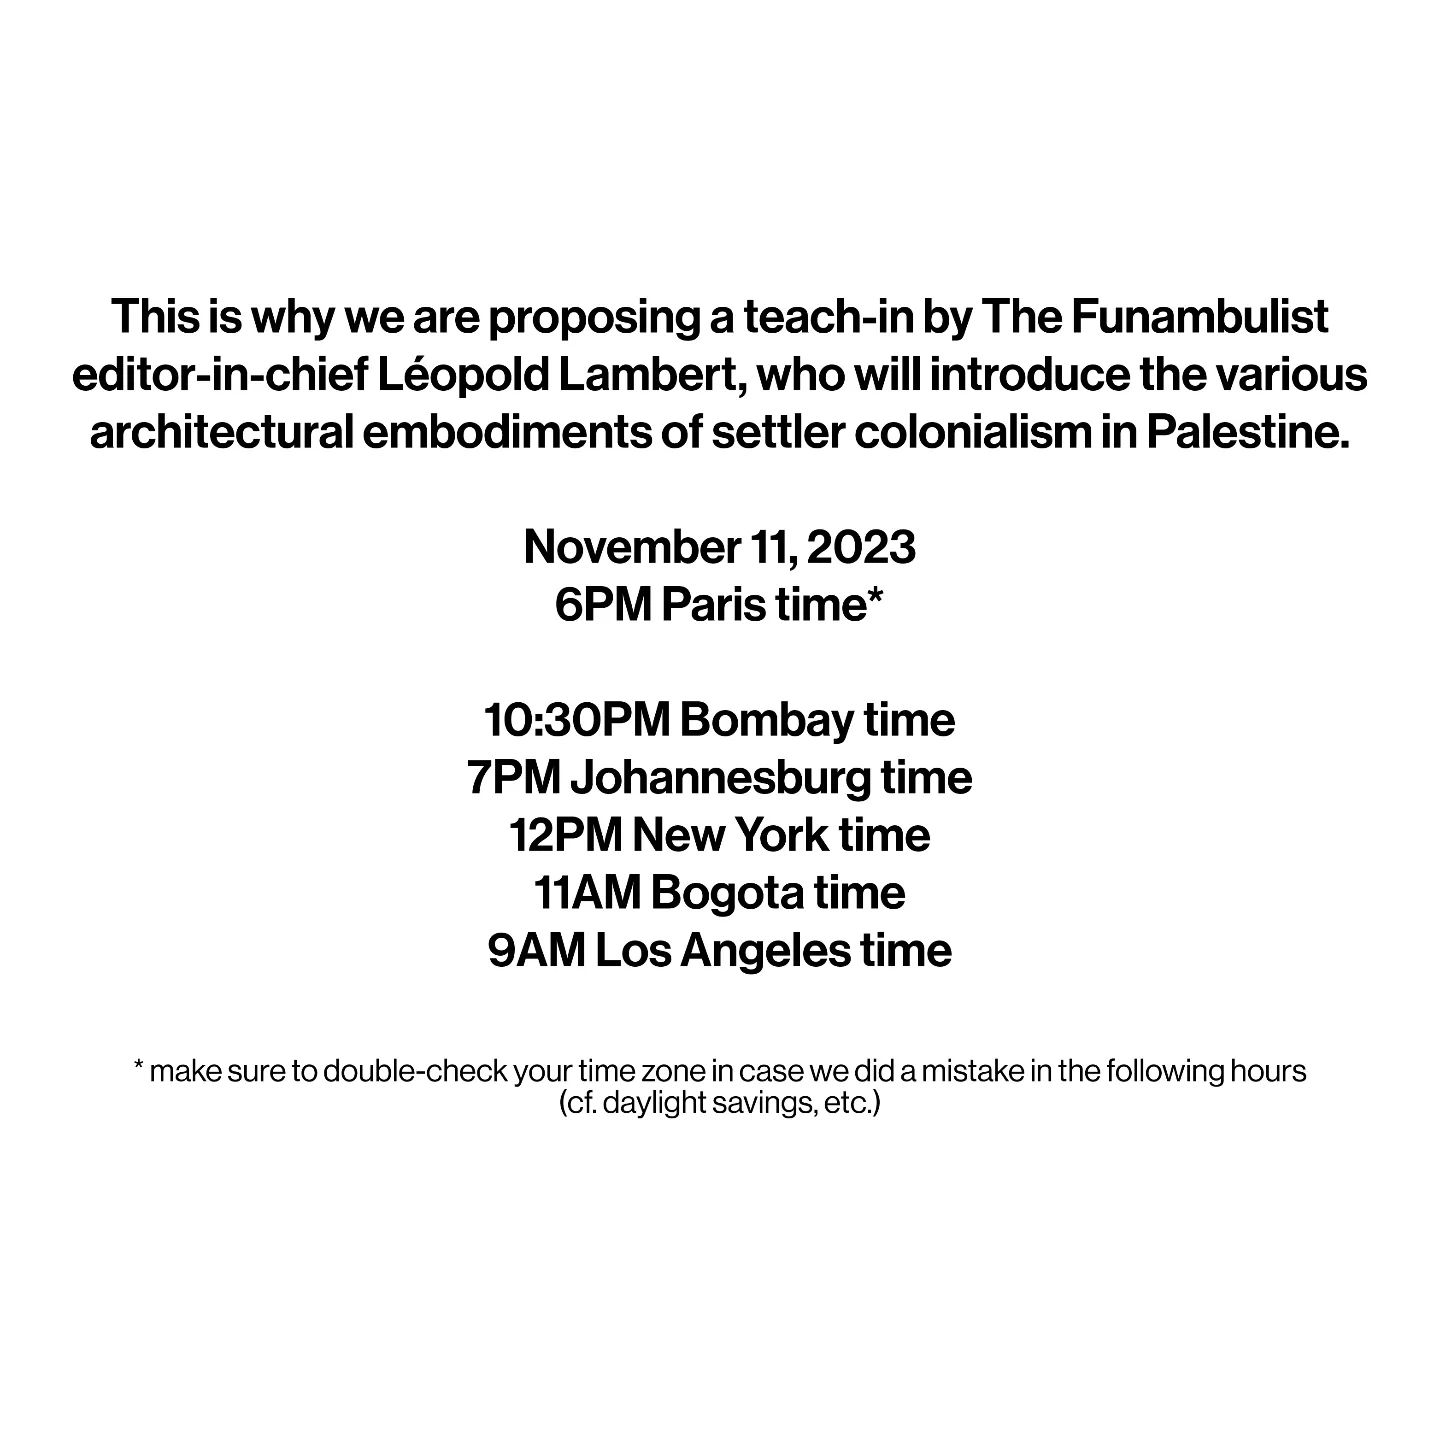 This is why we are proposing a teach-in by The Funambulist
editor-in-chief Léopold Lambert, who will introduce the various
architectural embodiments of settler colonialism in Palestine.
November 11, 2023
6PM Paris time*
10:30PM Bombay time
7PM Johannesburg time
12PM New York time
11AM Bogota time
9AM Los Angeles time
* make sure to double-check your time zone in case we did a mistake in the following hours
(cf. daylight savings, etc.)